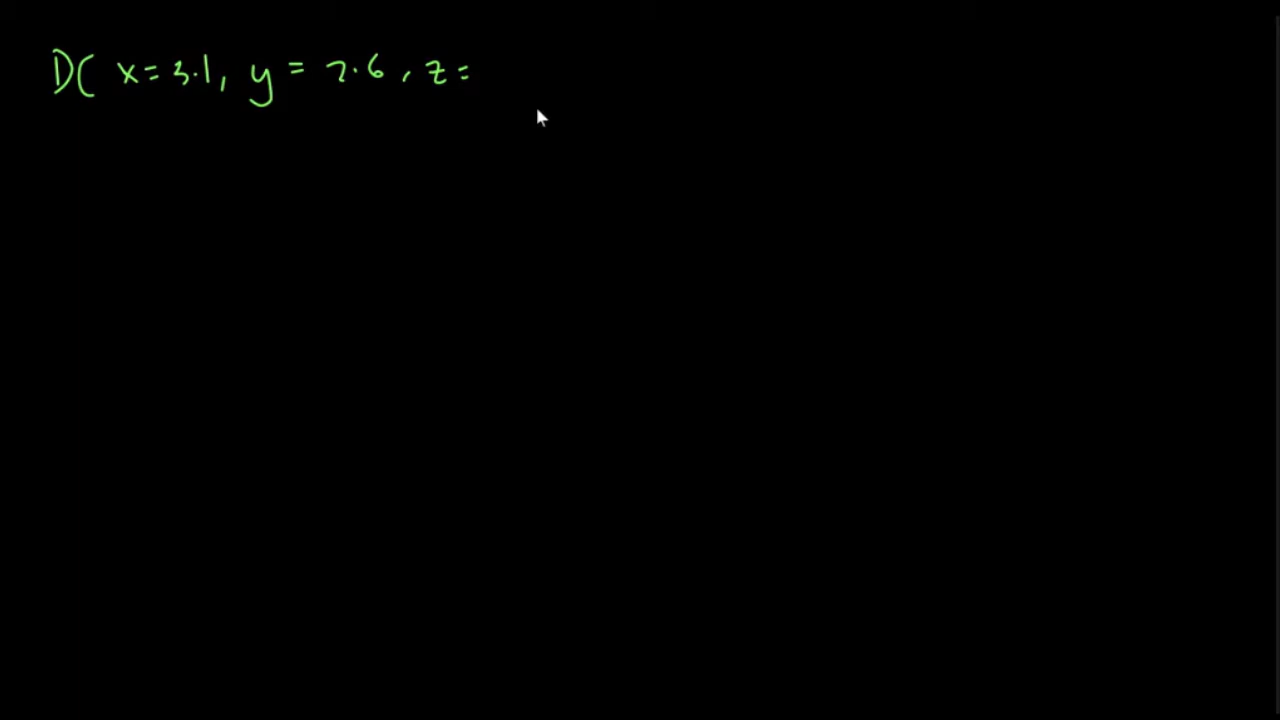 D( x=3.1, y = 7.6, z=